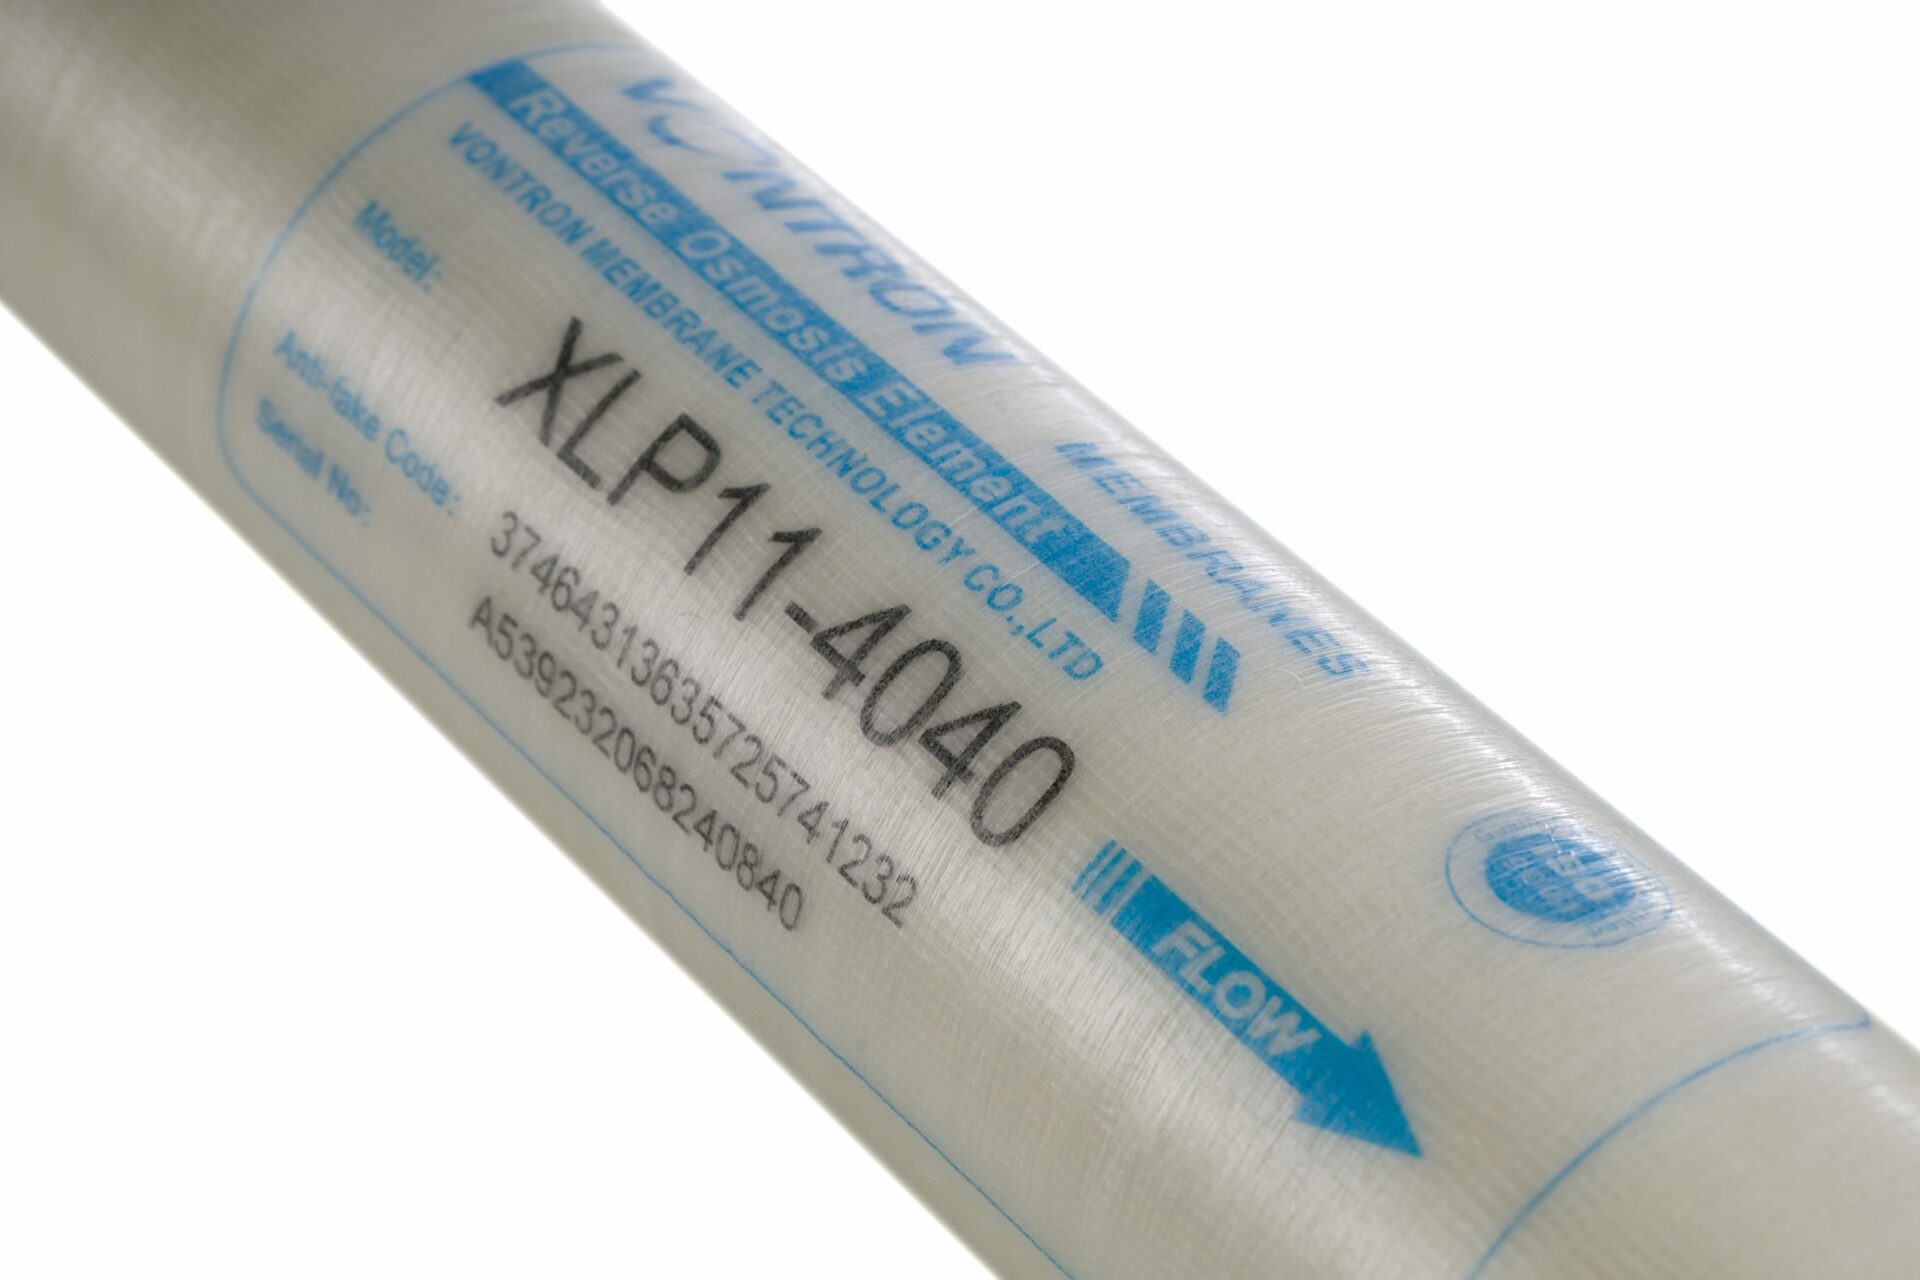 VONTRON
MEMBRANES
Reverse Osmosis Element
VONTRON MEMBRANE TECHNOLOGY CO.,LTD
Model: XLP11-4040
Anti-fake Code: 37464313635725741232
Serial No: A539232068240840
FLOW